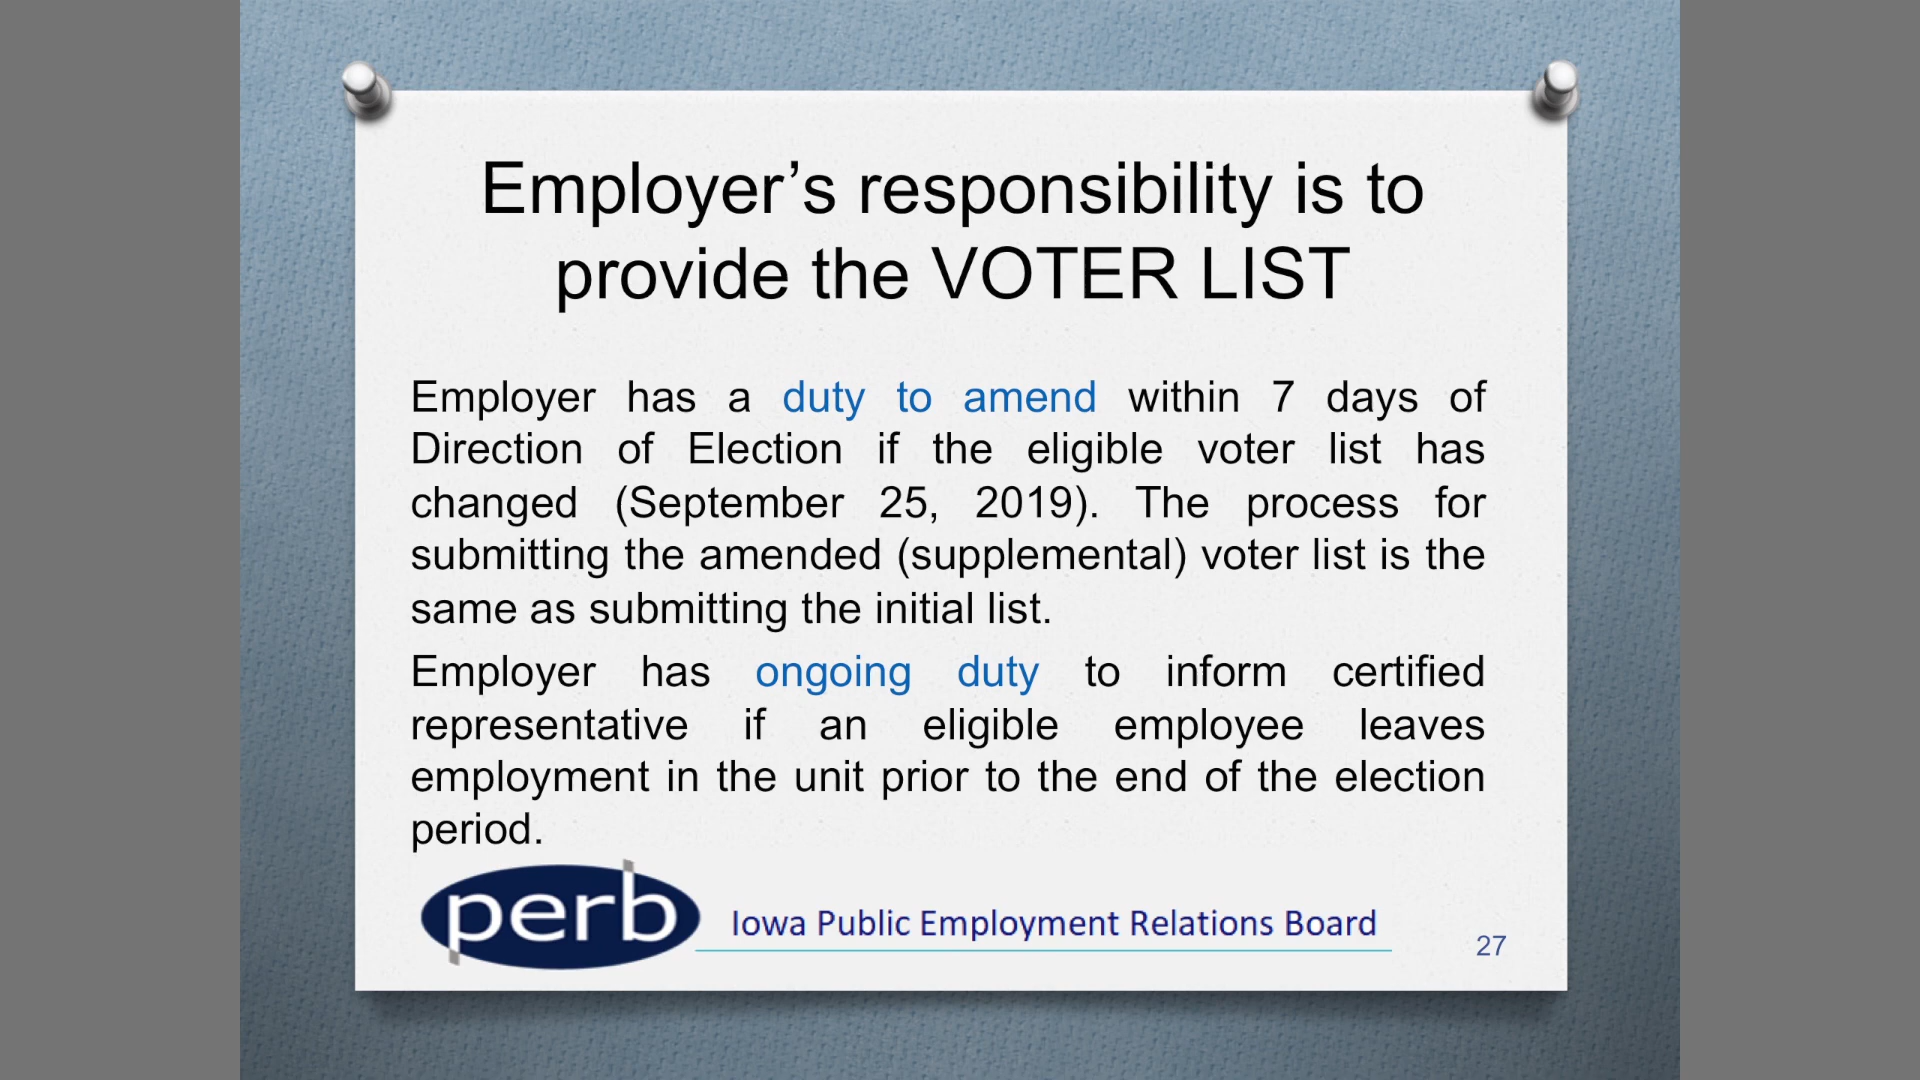 Employer’s responsibility is to
provide the VOTER LIST
Employer has a duty to amend within 7 days of
Direction of Election if the eligible voter list has
changed (September 25, 2019). The process for
submitting the amended (supplemental) voter list is the
same as submitting the initial list.
Employer has ongoing duty to inform certified
representative if an eligible employee leaves
employment in the unit prior to the end of the election
period.
perb
Iowa Public Employment Relations Board
27